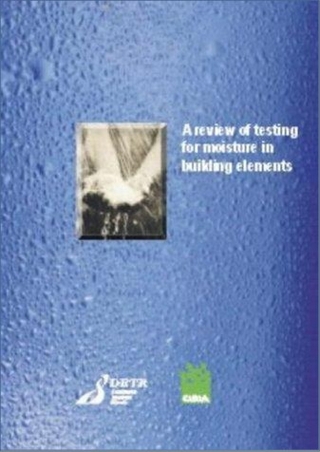 A review of testing
for moisture in
building elements
DETR
CIRIA